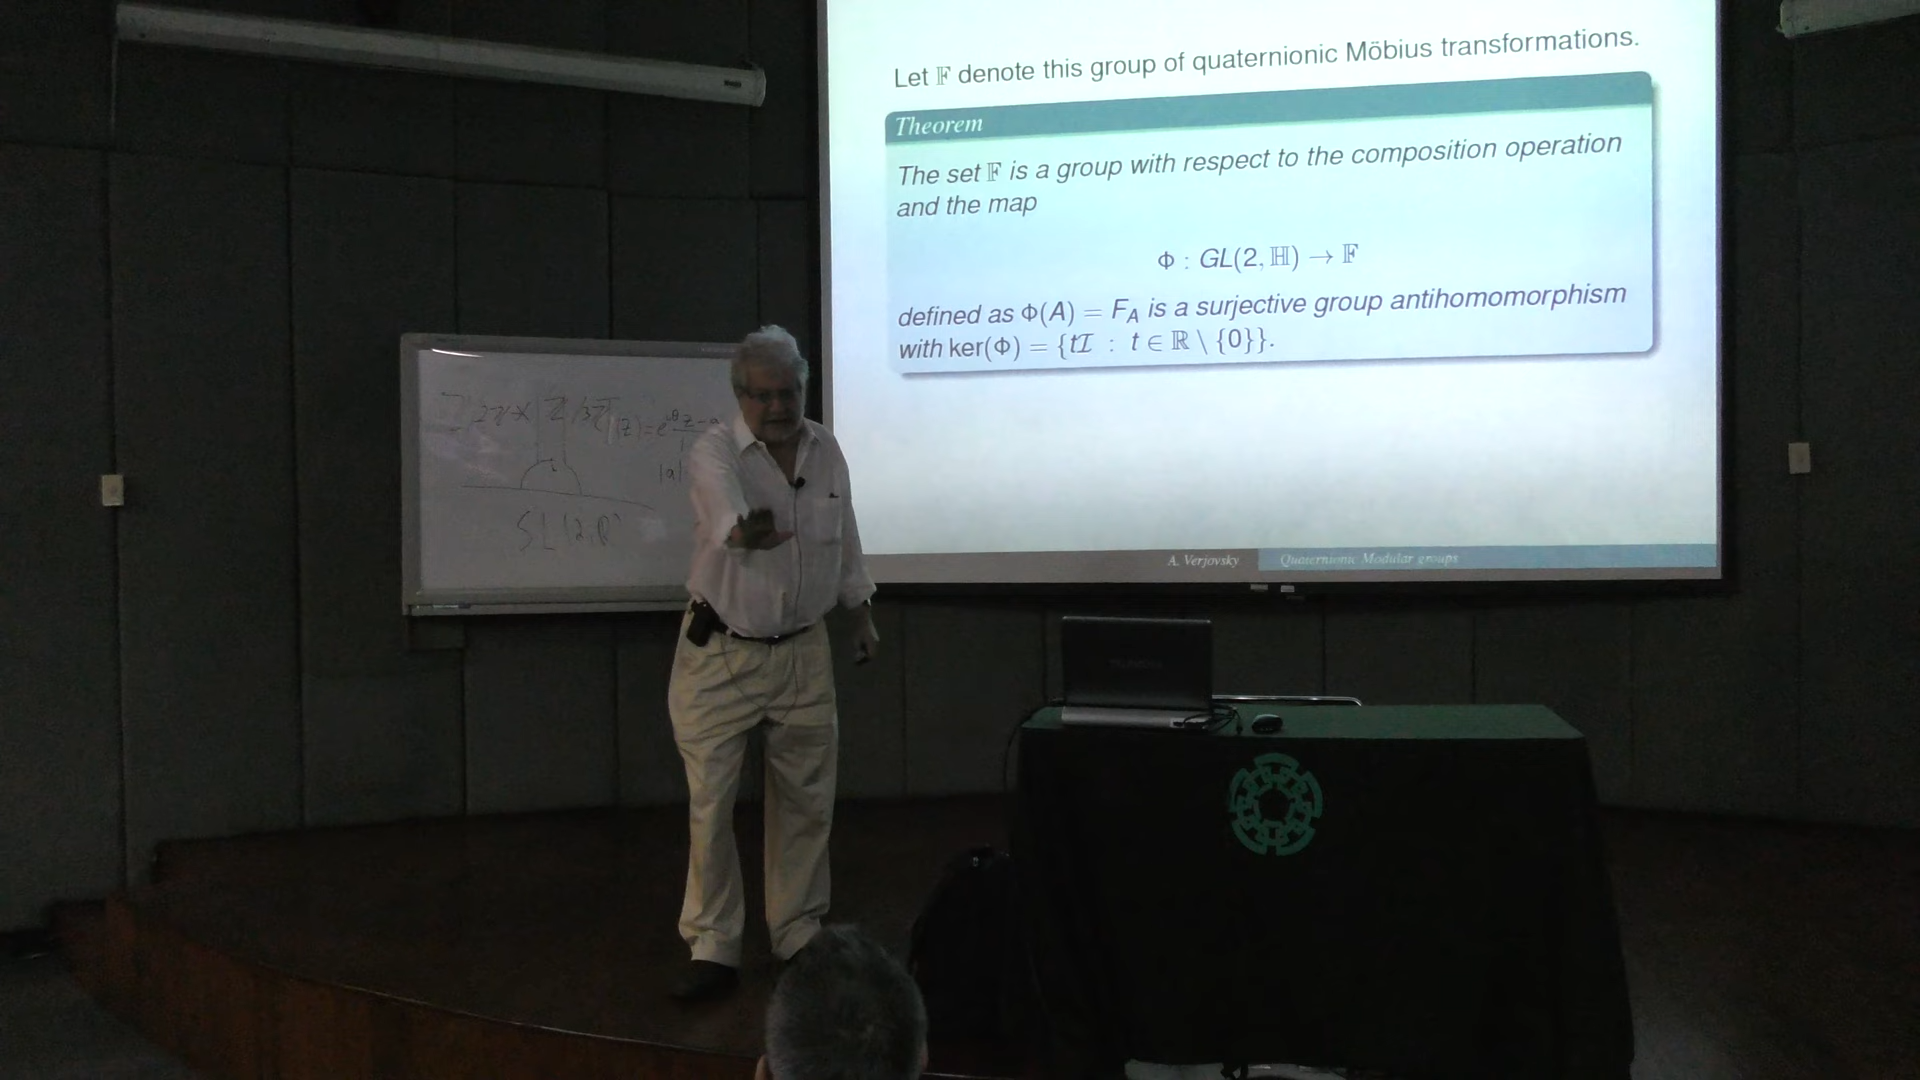 Let 𝔽 denote this group of quaternionic Möbius transformations.
Theorem
The set 𝔽 is a group with respect to the composition operation
and the map
Φ : GL(2, ℍ) → 𝔽
defined as Φ(A) = F_A is a surjective group antihomomorphism
with ker(Φ) = {tI : t ∈ ℝ \ {0}}.
A. Verjovsky Quaternionic Modular groups
SL(2,